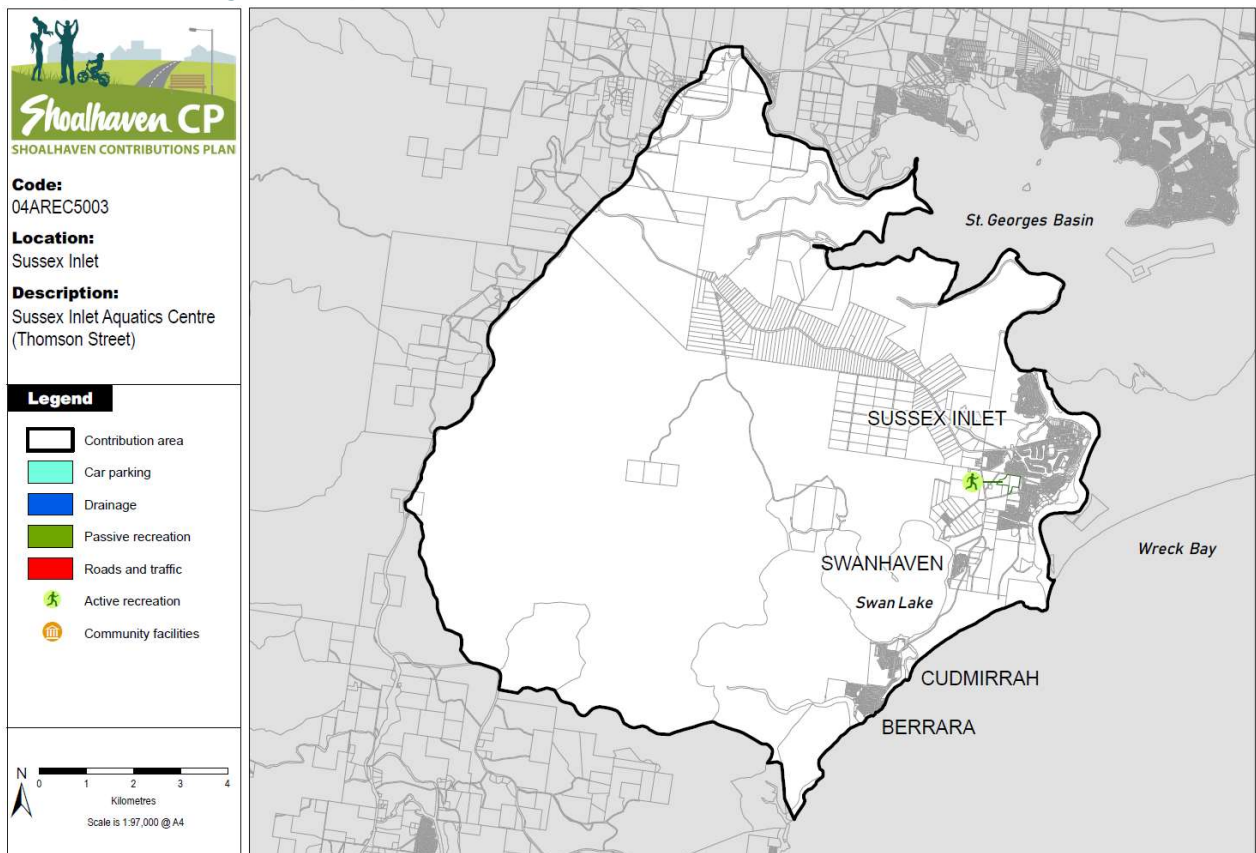 Shoalhaven CP
SHOALHAVEN CONTRIBUTIONS PLAN
Code:
04AREC5003
Location:
Sussex Inlet
Description:
Sussex Inlet Aquatics Centre
(Thomson Street)
Legend
Contribution area
Car parking
Drainage
Passive recreation
Roads and traffic
Active recreation
Community facilities
N
0 1 2 3 4
Kilometres
Scale is 1:97,000 @ A4
St. Georges Basin
SUSSEX INLET
Wreck Bay
SWANHAVEN
Swan Lake
CUDMIRRAH
BERRARA